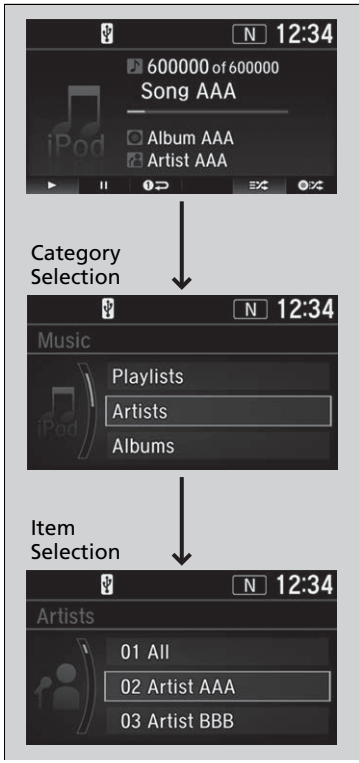 N 12:34
600000 of 600000
Song AAA
iPod
Album AAA
Artist AAA
1
Category
Selection
N 12:34
Music
Playlists
iPod
Artists
Albums
Item
Selection
N 12:34
Artists
01 All
02 Artist AAA
03 Artist BBB